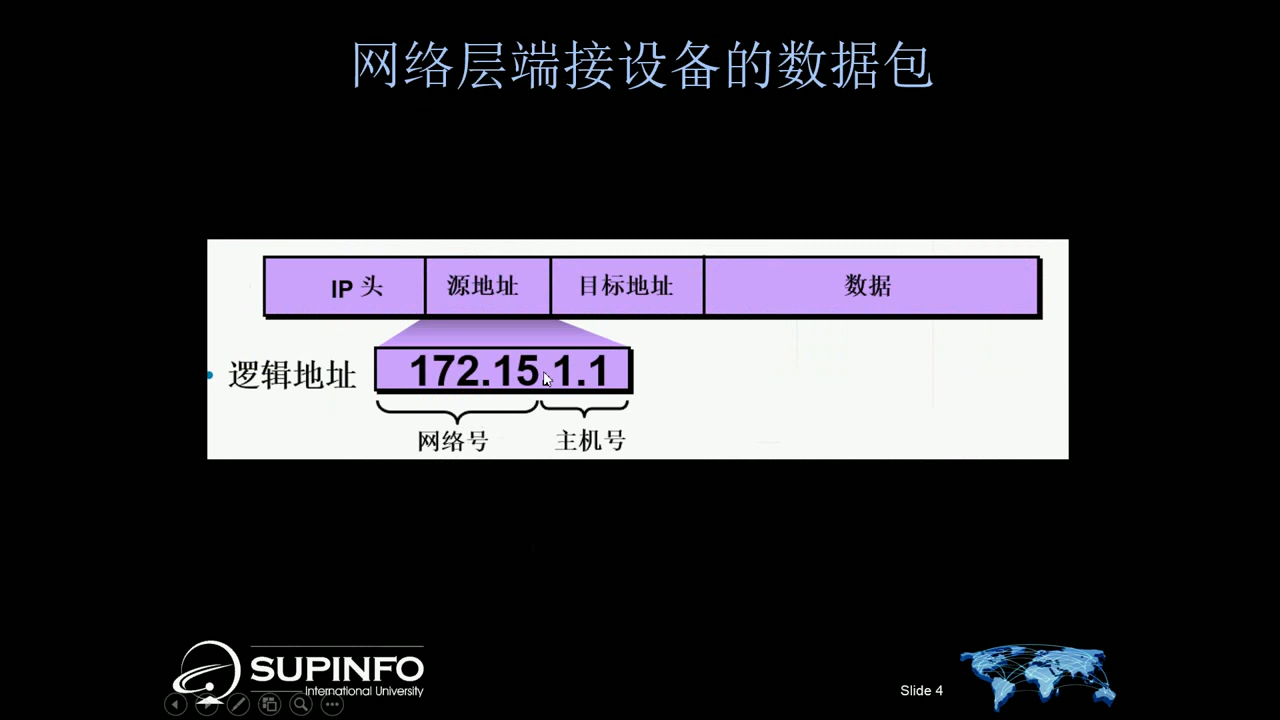 网络层端接设备的数据包
IP 头 源地址 目标地址 数据
逻辑地址 172.15.1.1
网络号 主机号
SUPINFO
International University
Slide 4